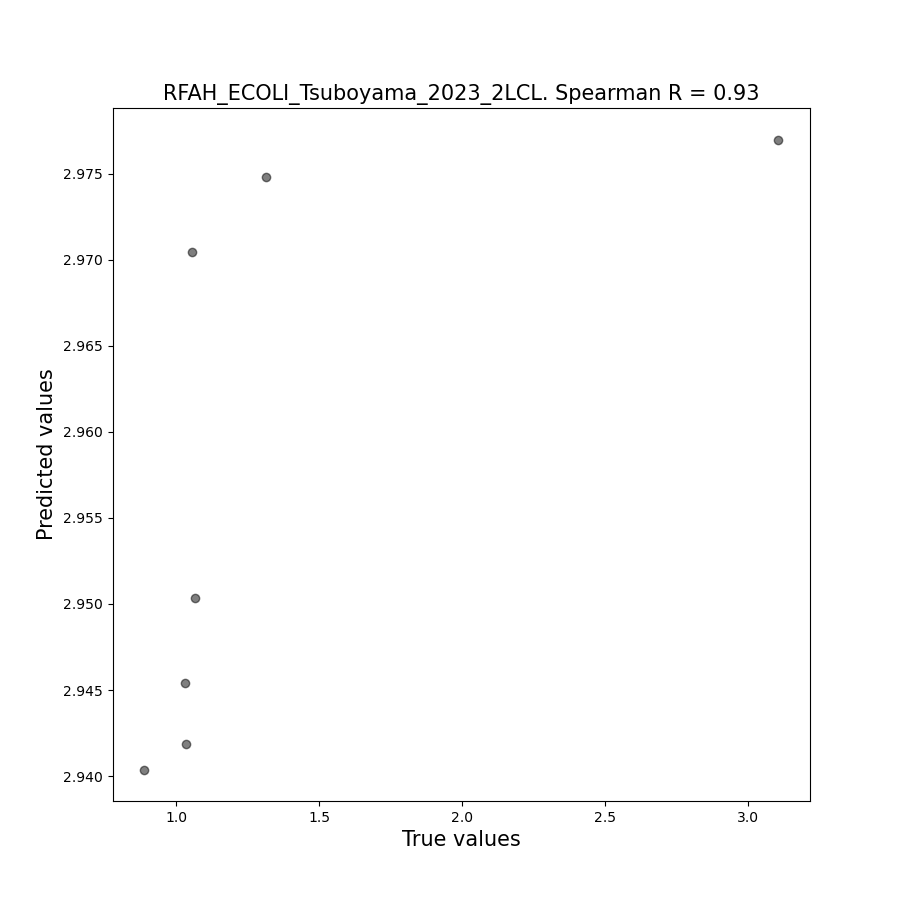 RFAH_ECOLI_Tsuboyama_2023_2LCL. Spearman R = 0.93
2.975
2.970
2.965
2.960
2.955
2.950
2.945
2.940
Predicted values
1.0 1.5 2.0 2.5 3.0
True values